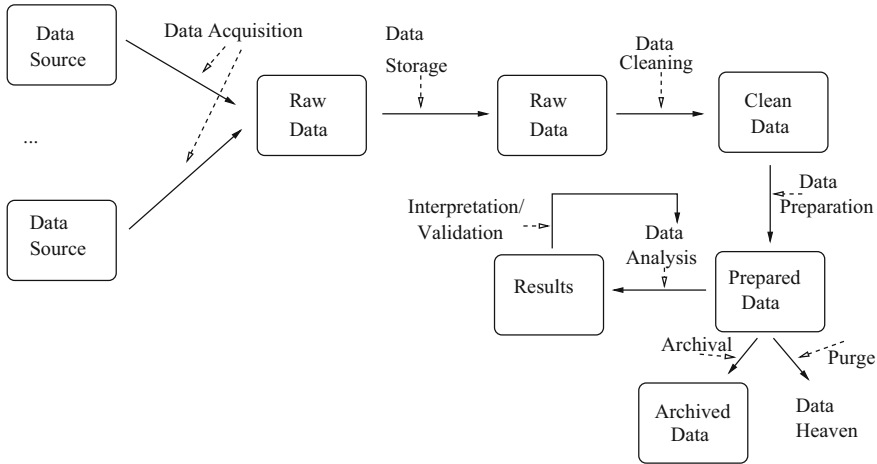 Data
Source
Data Acquisition
Data
Storage
Data
Cleaning
Raw
Data
Raw
Data
Clean
Data
...
Data
Source
Data
Preparation
Interpretation/
Validation
Data
Analysis
Results
Prepared
Data
Archival
Purge
Archived
Data
Data
Heaven